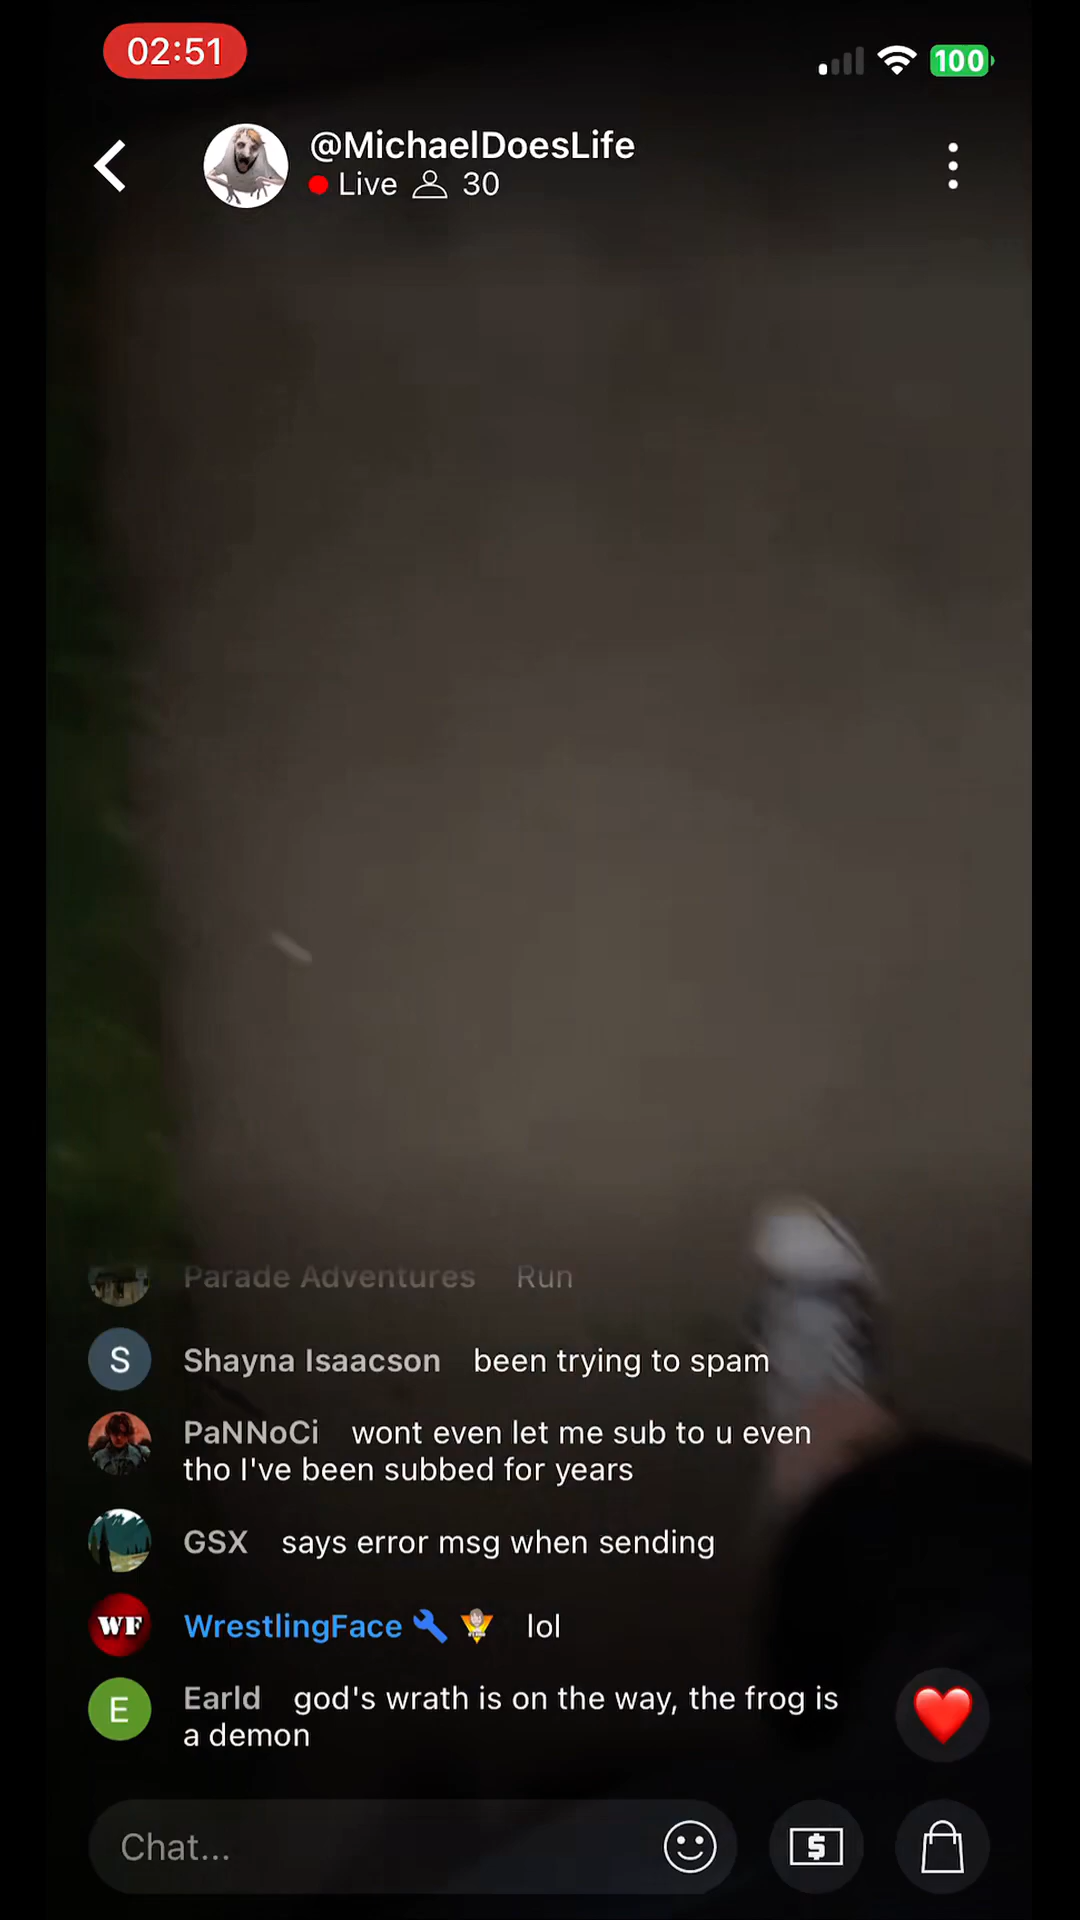 02:51
100
@MichaelDoesLife
Live 30
Parade Adventures Run
S Shayna Isaacson been trying to spam
PaNNoCi wont even let me sub to u even
tho I've been subbed for years
GSX says error msg when sending
WF WrestlingFace lol
E Earld god's wrath is on the way, the frog is
a demon
Chat...
$